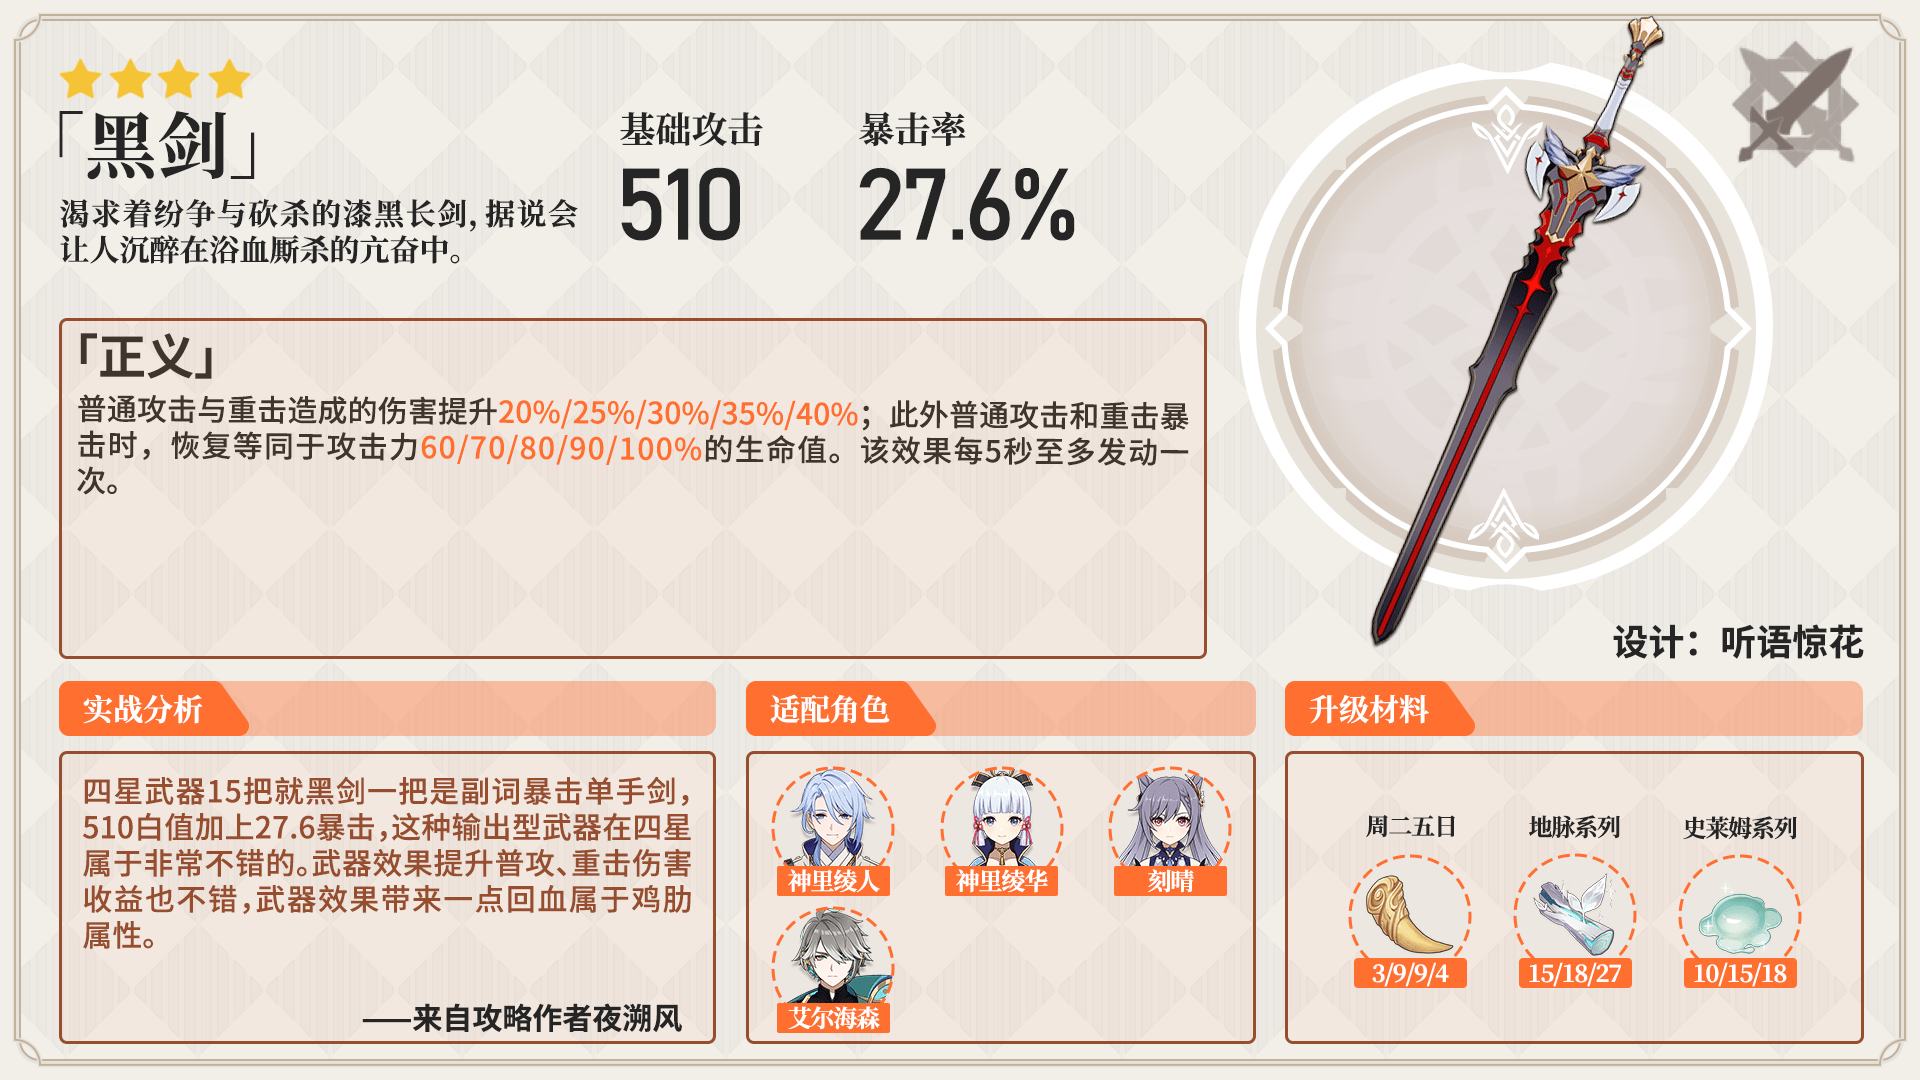 「黑剑」
渴求着纷争与砍杀的漆黑长剑，据说会
让人沉醉在浴血厮杀的亢奋中。
基础攻击
510
暴击率
27.6%
「正义」
普通攻击与重击造成的伤害提升20%/25%/30%/35%/40%；此外普通攻击和重击暴
击时，恢复等同于攻击力60/70/80/90/100%的生命值。该效果每5秒至多发动一
次。
设计：听语惊花
实战分析
四星武器15把就黑剑一把是副词暴击单手剑，
510白值加上27.6暴击，这种输出型武器在四星
属于非常不错的。武器效果提升普攻、重击伤害
收益也不错，武器效果带来一点回血属于鸡肋
属性。
——来自攻略作者夜溯风
适配角色
神里绫人
神里绫华
刻晴
艾尔海森
升级材料
周二五日
地脉系列
史莱姆系列
3/9/9/4
15/18/27
10/15/18